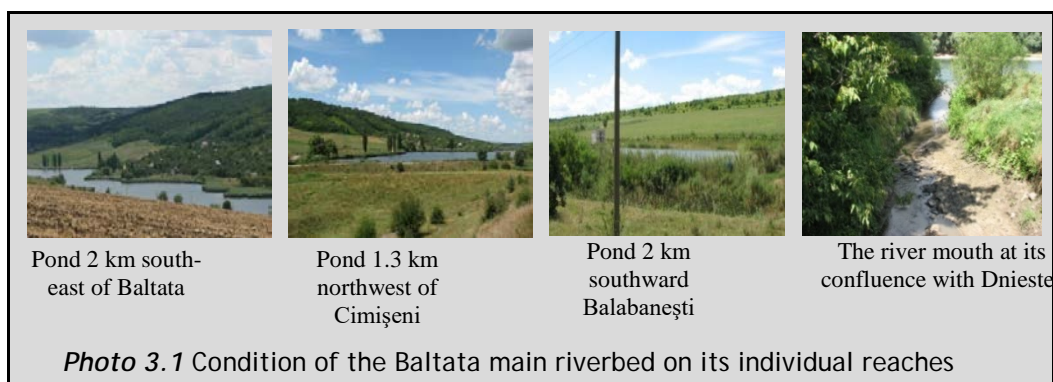 Pond 2 km south-
east of Baltata
Pond 1.3 km
northwest of
Cimişeni
Pond 2 km
southward
Balabaneşti
The river mouth at its
confluence withEdnieste
Photo 3.1 Condition of the Baltata main riverbed on its individual reaches